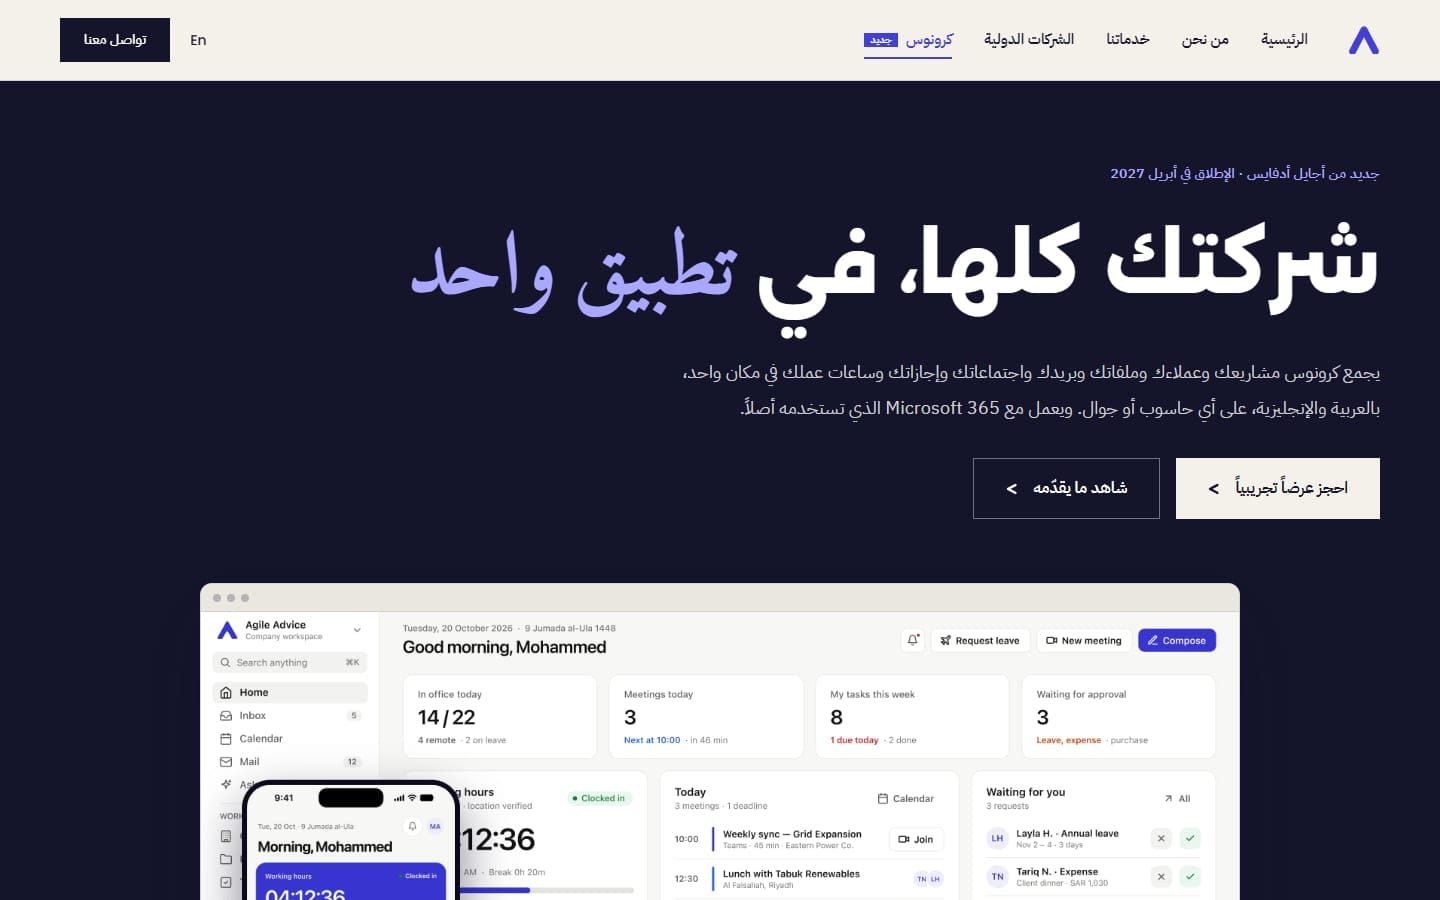 الرئيسية
من نحن
خدماتنا
الشركات الدولية
كرونوس جديد
En
تواصل معنا
جديد من أجايل أدفايس · الإطلاق في أبريل 2027
شركتك كلها، في تطبيق واحد
يجمع كرونوس مشاريعك وعملاءك وملفاتك وبريدك واجتماعاتك وإجازاتك وساعات عملك في مكان واحد،
بالعربية والإنجليزية، على أي حاسوب أو جوال. ويعمل مع Microsoft 365 الذي تستخدمه أصلاً.
احجز عرضاً تجريبياً >
شاهد ما يقدّمه >
Agile Advice
Company workspace
Search anything ⌘K
Home
Inbox 5
Calendar
Mail 12
Tuesday, 20 October 2026 · 9 Jumada al-Ula 1448
Good morning, Mohammed
Request leave
New meeting
Compose
In office today
14 / 22
4 remote · 2 on leave
Meetings today
3
Next at 10:00 · in 46 min
My tasks this week
8
1 due today · 2 done
Waiting for approval
3
Leave, expense · purchase
hours
· location verified
Clocked in
:12:36
AM · Break 0h 20m
Today
3 meetings · 1 deadline
Calendar
10:00 Weekly sync — Grid Expansion
Teams · 46 min · Eastern Power Co.
Join
12:30 Lunch with Tabuk Renewables
Al Faisaliah, Riyadh
TN LH
Waiting for you
3 requests
All
LH Layla H. · Annual leave
Nov 2 – 4 · 3 days
TN Tariq N. · Expense
Client dinner · SAR 1,030
9:41
Tue, 20 Oct · 9 Jumada al-Ula
MA
Morning, Mohammed
Working hours
Clocked in
04:12:36